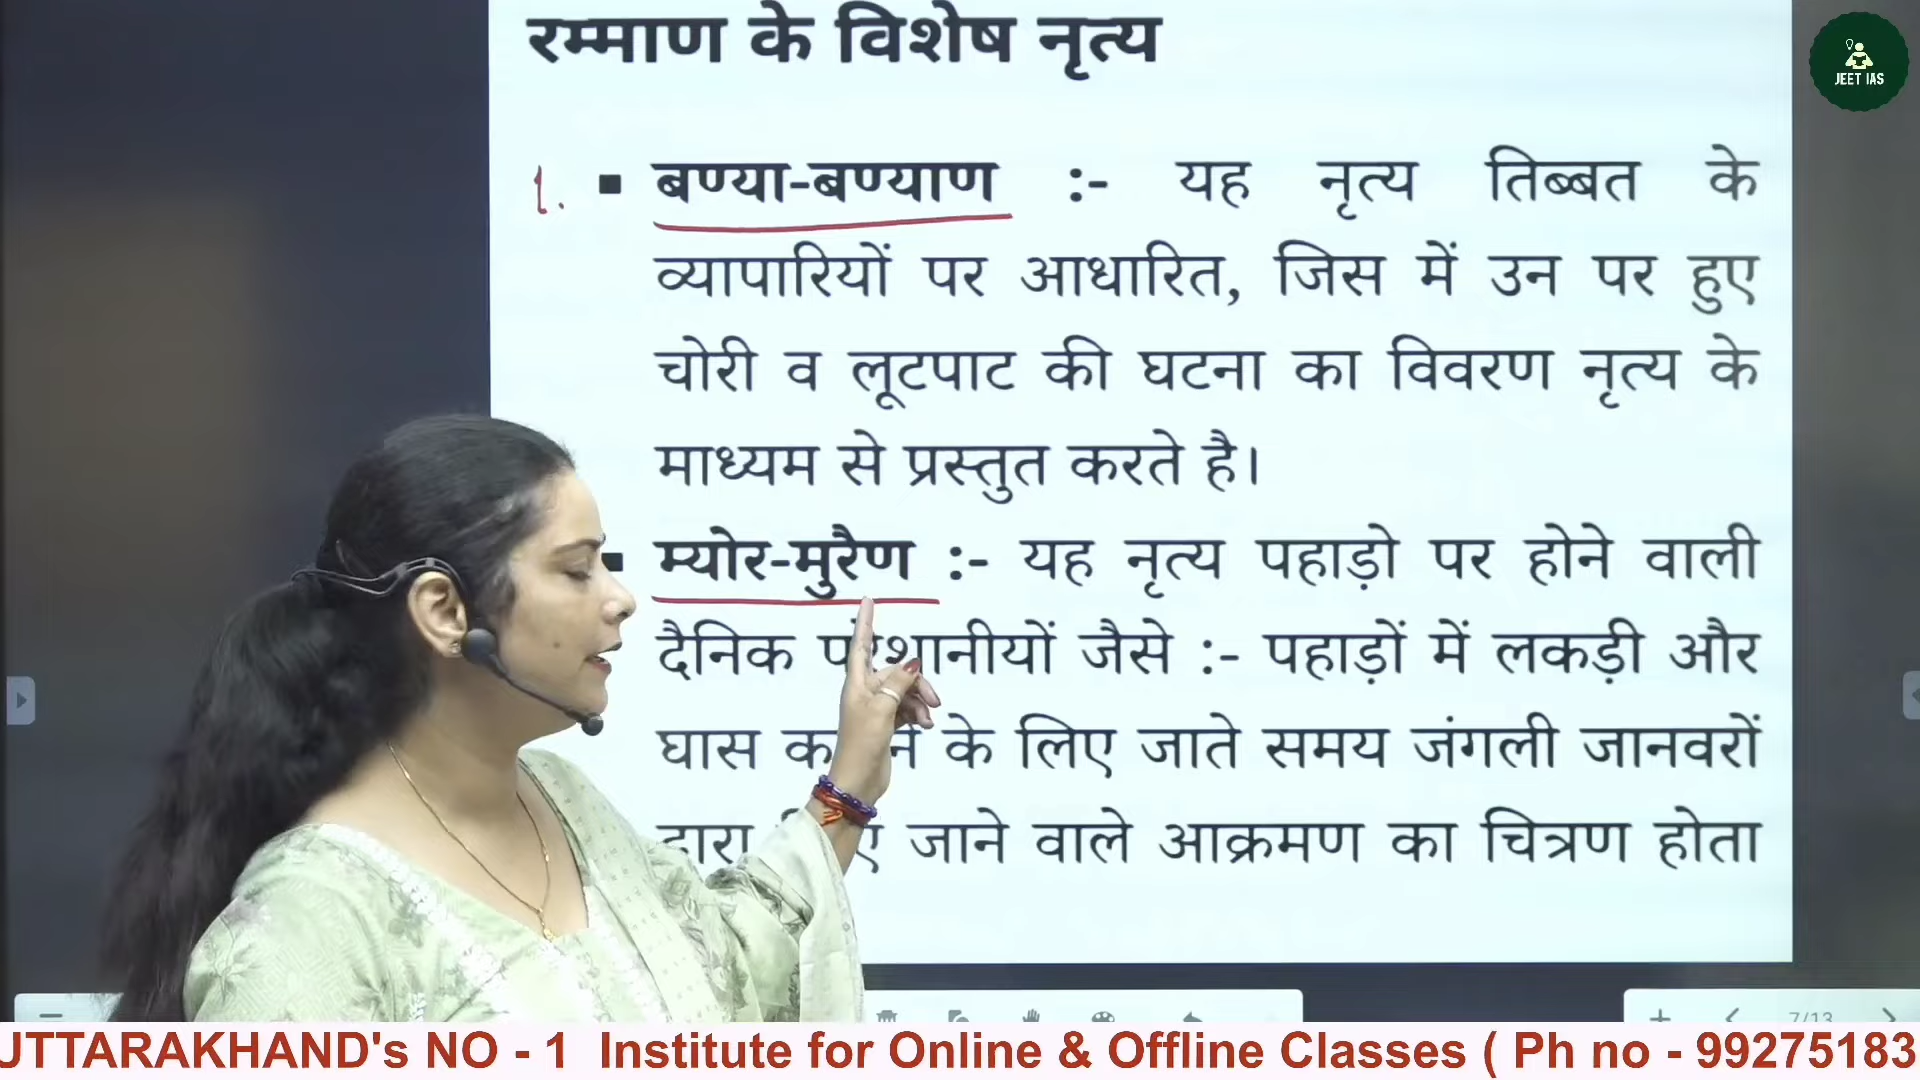 रम्माण के विशेष नृत्य
JEET IAS
1. ▪ बण्या-बण्याण :- यह नृत्य तिब्बत के
व्यापारियों पर आधारित, जिस में उन पर हुए
चोरी व लूटपाट की घटना का विवरण नृत्य के
माध्यम से प्रस्तुत करते है।
▪ म्योर-मुरैण :- यह नृत्य पहाड़ो पर होने वाली
दैनिक जैसे :- पहाड़ों में लकड़ी और
घास के लिए जाते समय जंगली जानवरों
द्वारा जाने वाले आक्रमण का चित्रण होता
7/13
UTTARAKHAND's NO - 1 Institute for Online & Offline Classes ( Ph no - 99275183